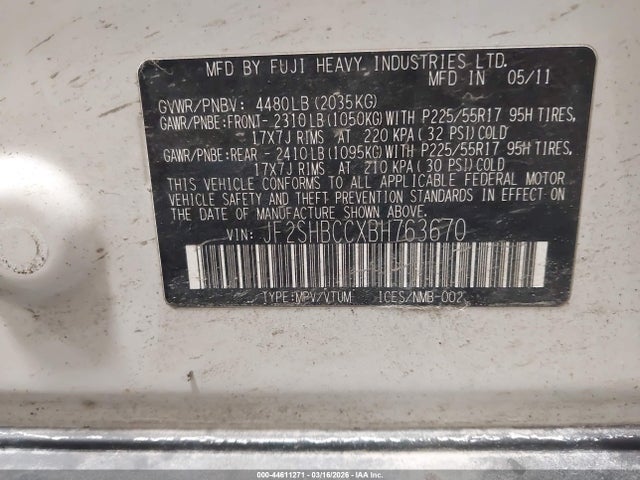 MFD BY FUJI HEAVY INDUSTRIES LTD.
MFD IN 05/11
GVWR/PNBV: 4480LB(2035KG)
GAWR/PNBE:FRONT- 2310LB(1050KG)WITH P225/55R17 95H TIRES,
17X7J RIMS AT 220 KPA(32 PSI)COLD
GAWR/PNBE:REAR - 2410LB(1095KG)WITH P225/55R17 95H TIRES,
17X7J RIMS AT 210 KPA(30 PSI)COLD
THIS VEHICLE CONFORMS TO ALL APPLICABLE FEDERAL MOTOR
VEHICLE SAFETY AND THEFT PREVENTION STANDARDS IN EFFECT
ON THE DATE OF MANUFACTURE SHOWN ABOVE.
VIN: JF2SHBCCXBH763670
TYPE:MPV/VTUM ICES/NMB-002
000-44611271 | 03/16/2026 | IAA Inc.